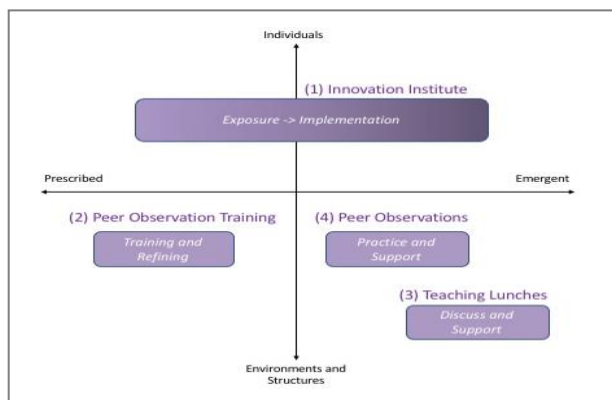 Individuals
(1) Innovation Institute
Exposure -> Implementation
Prescribed
Emergent
(2) Peer Observation Training
Training and
Refining
(4) Peer Observations
Practice and
Support
(3) Teaching Lunches
Discuss and
Support
Environments and
Structures